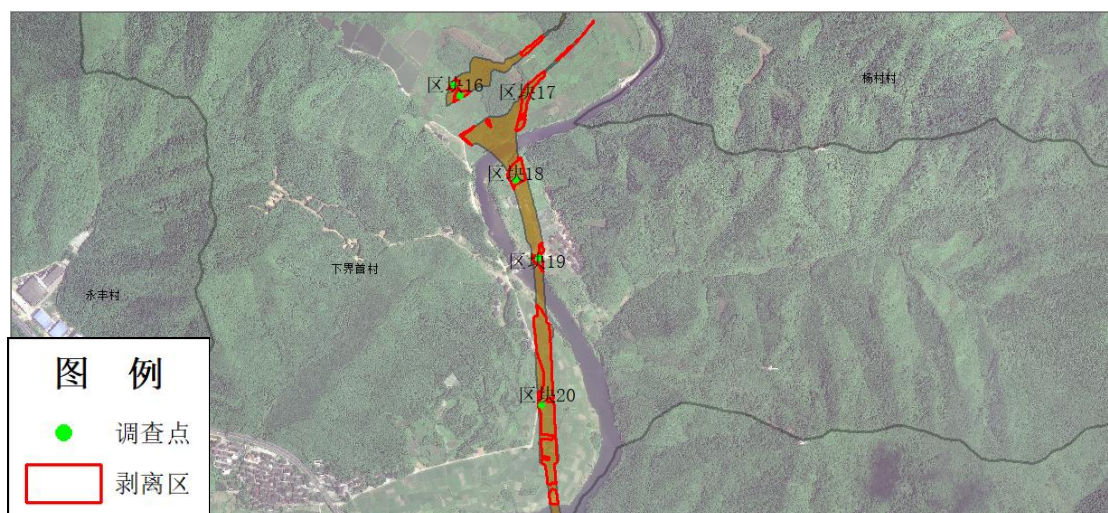 杨村村
区块16
区块17
区块18
区块19
下界首村
永丰村
区块20
图 例
调查点
剥离区